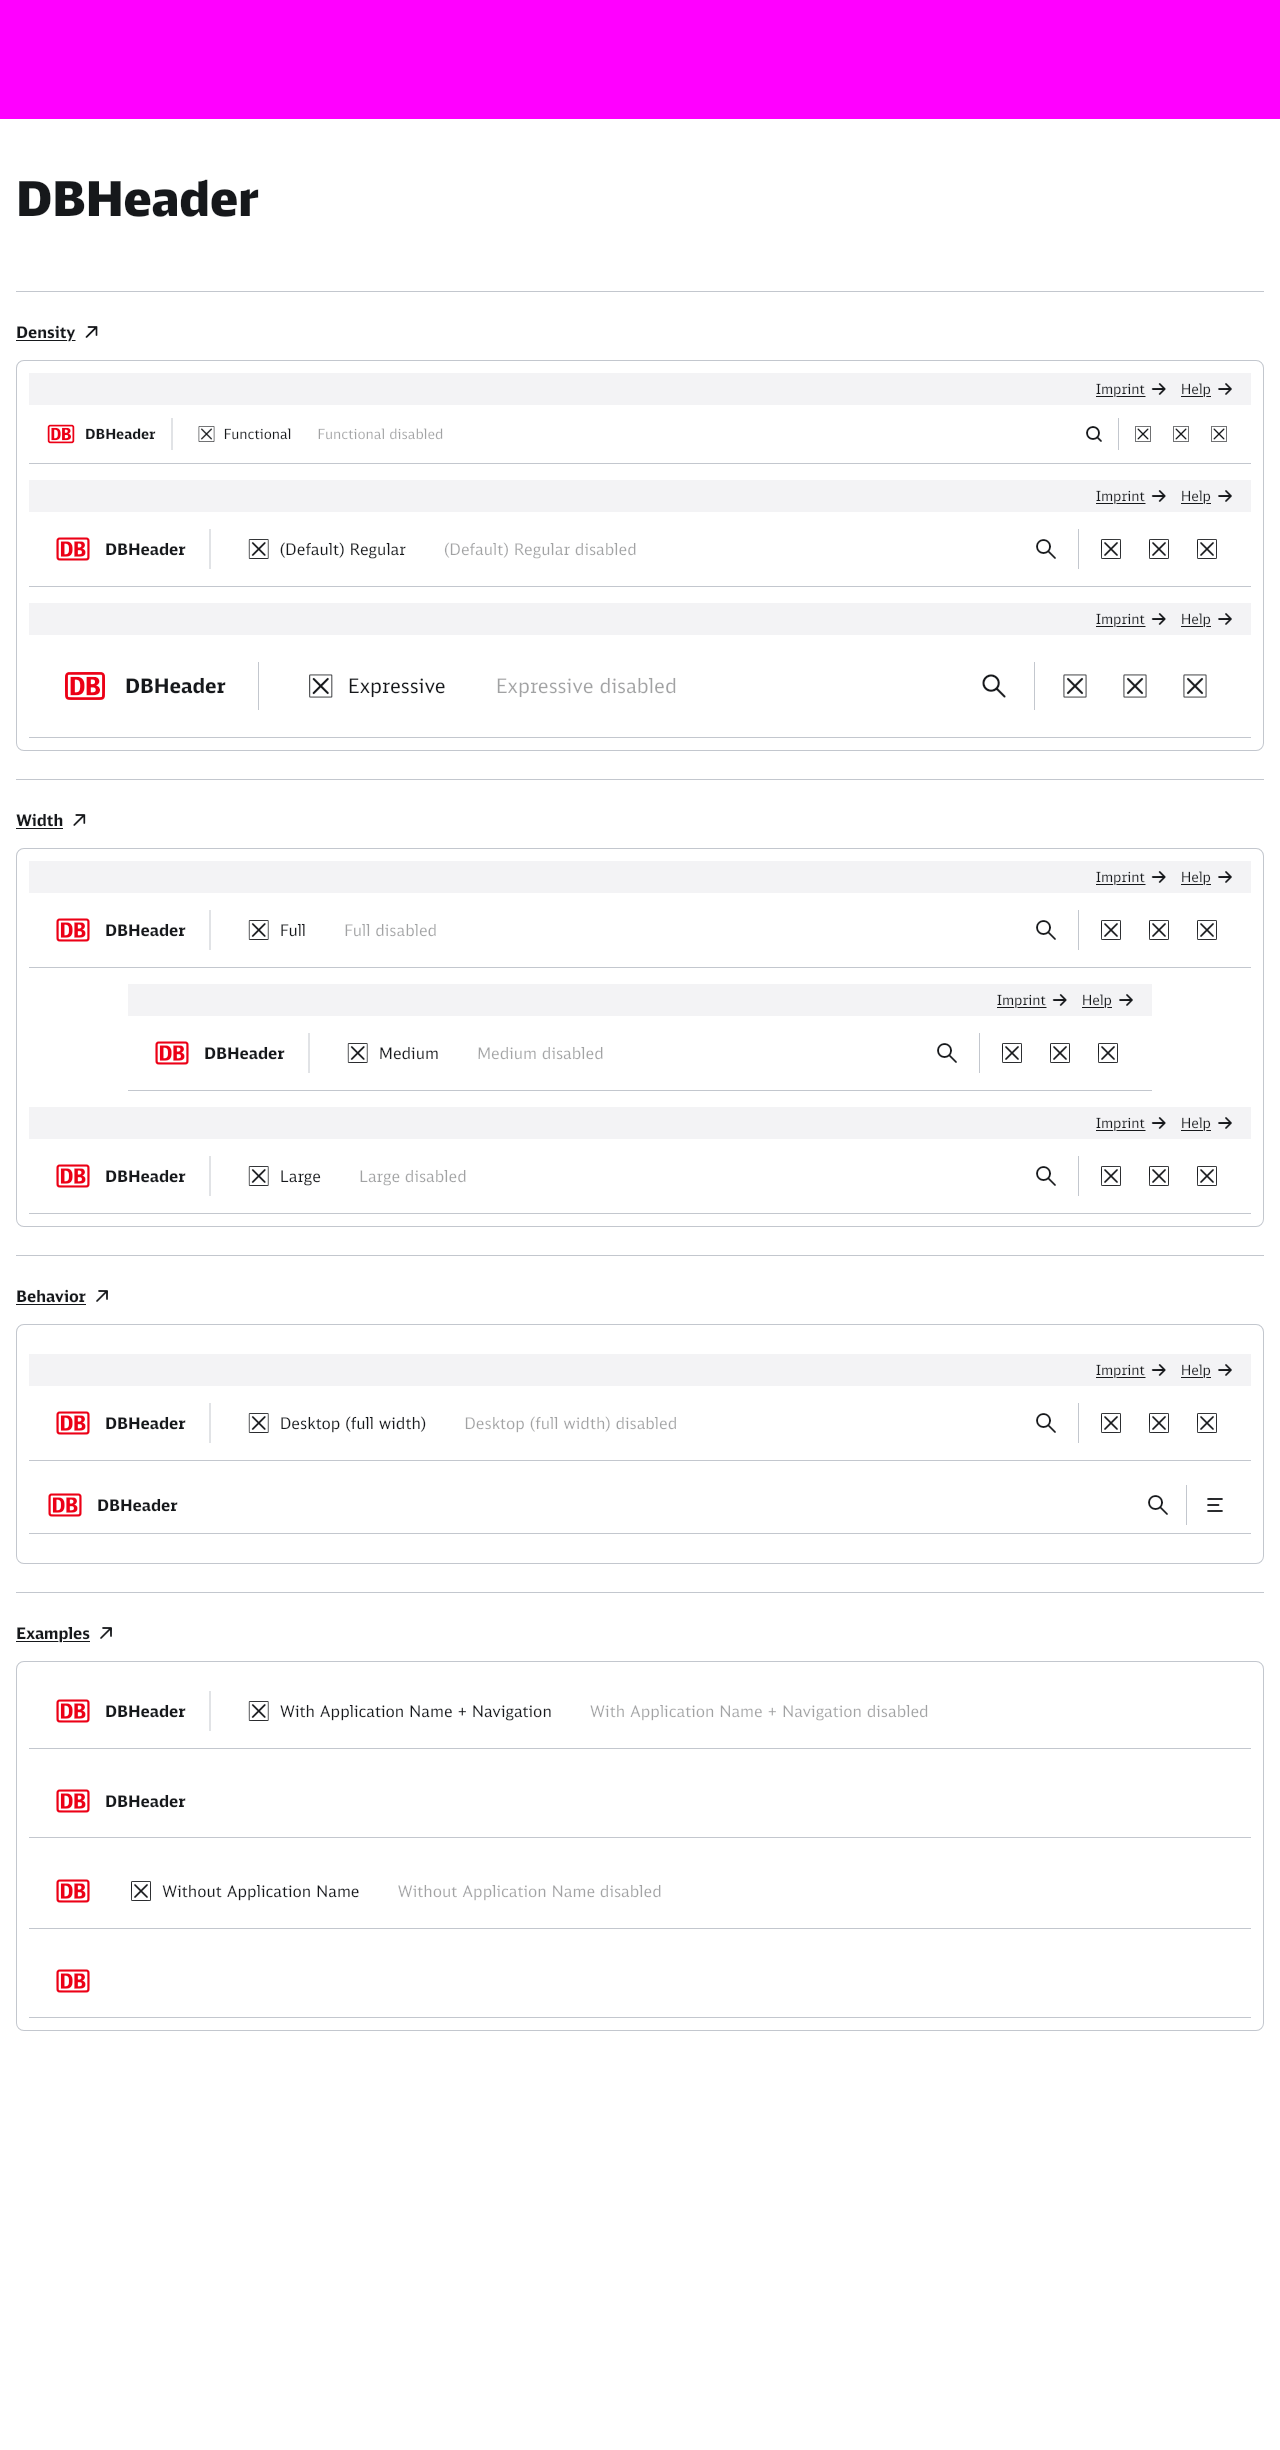 DBHeader
Density
Imprint Help
DB DBHeader Functional Functional disabled
Imprint Help
DB DBHeader (Default) Regular (Default) Regular disabled
Imprint Help
DB DBHeader Expressive Expressive disabled
Width
Imprint Help
DB DBHeader Full Full disabled
Imprint Help
DB DBHeader Medium Medium disabled
Imprint Help
DB DBHeader Large Large disabled
Behavior
Imprint Help
DB DBHeader Desktop (full width) Desktop (full width) disabled
DB DBHeader
Examples
DB DBHeader With Application Name + Navigation With Application Name + Navigation disabled
DB DBHeader
DB Without Application Name Without Application Name disabled
DB